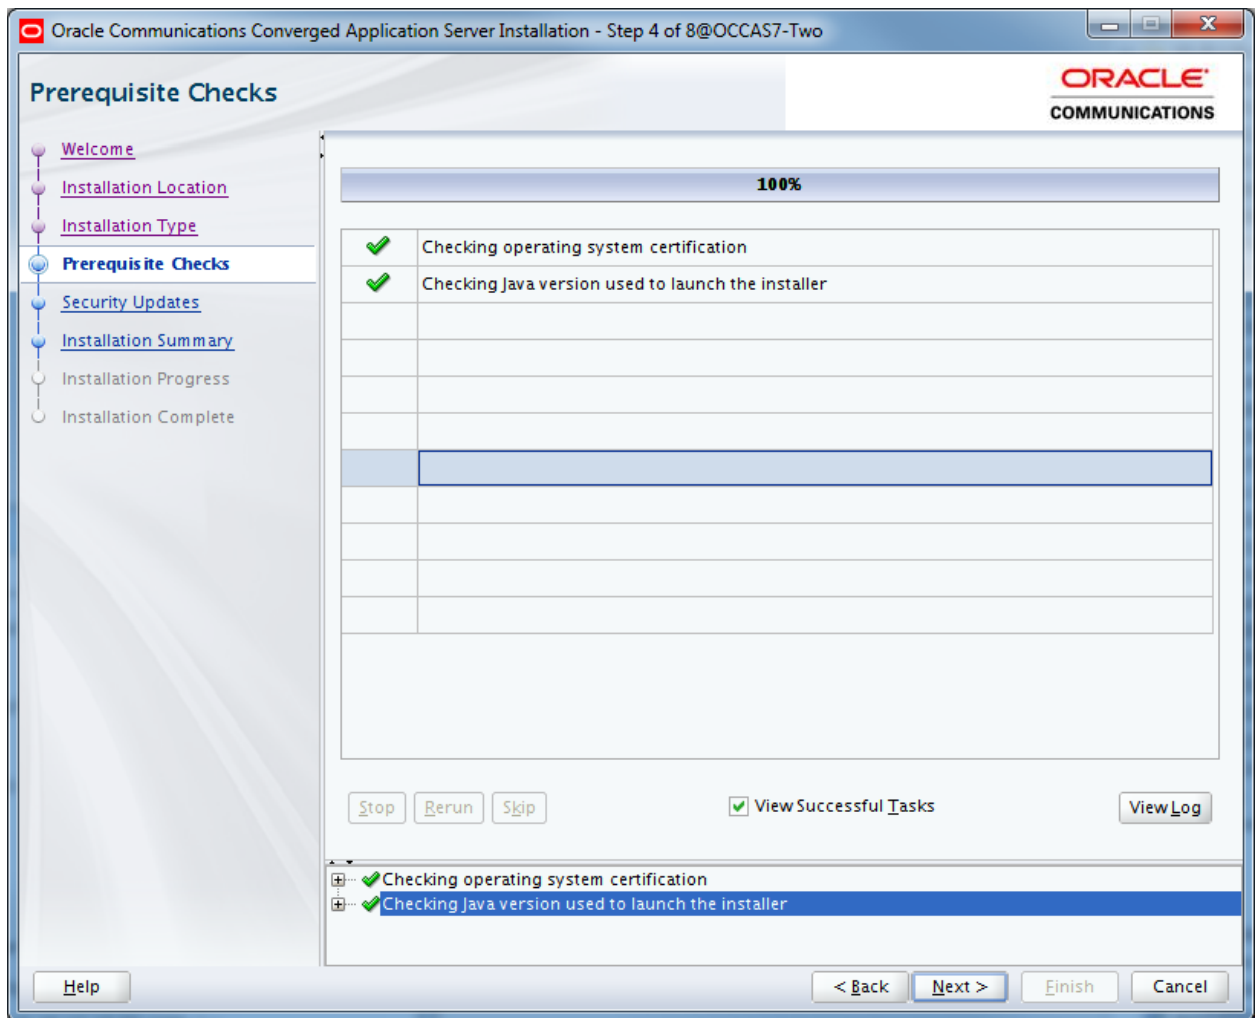 Oracle Communications Converged Application Server Installation - Step 4 of 8@OCCAS7-Two
Prerequisite Checks
ORACLE
COMMUNICATIONS
Welcome
Installation Location
Installation Type
Prerequisite Checks
Security Updates
Installation Summary
Installation Progress
Installation Complete
100%
Checking operating system certification
Checking Java version used to launch the installer
Stop Rerun Skip View Successful Tasks View Log
Checking operating system certification
Checking Java version used to launch the installer
Help < Back Next > Finish Cancel